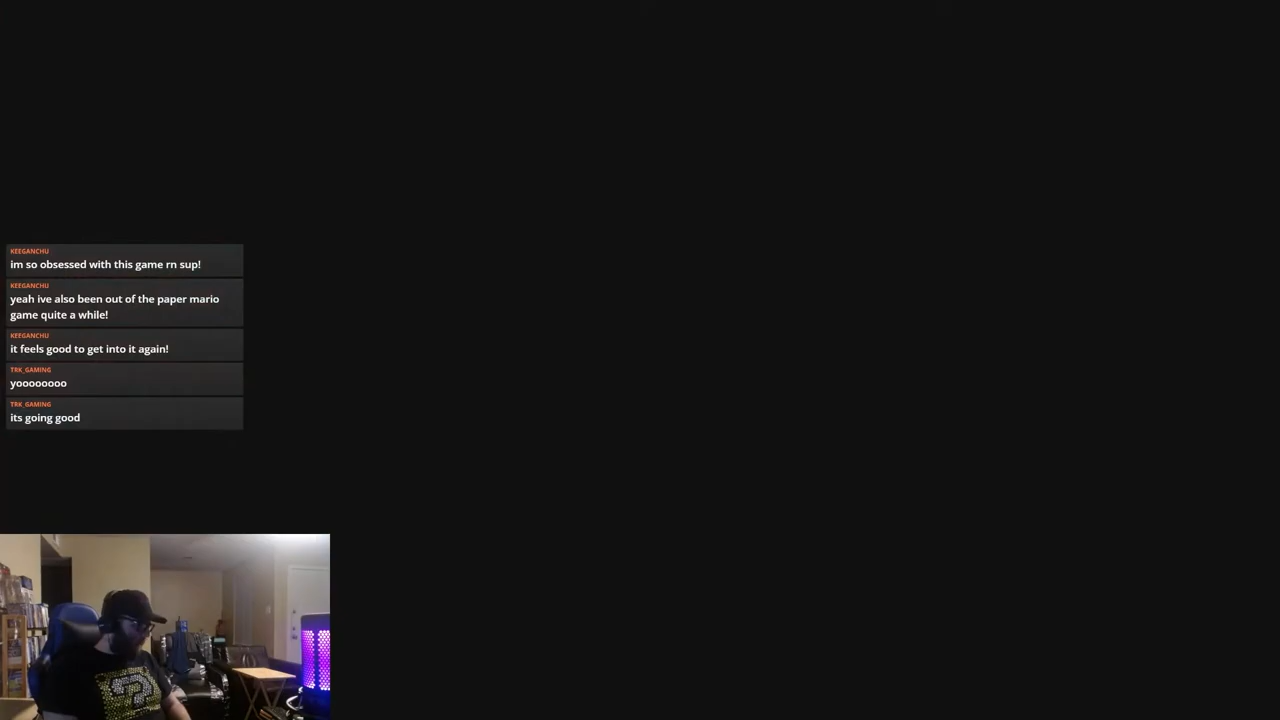 KEEGANCHU
im so obsessed with this game rn sup!
KEEGANCHU
yeah ive also been out of the paper mario
game quite a while!
KEEGANCHU
it feels good to get into it again!
TRK_GAMING
yoooooooo
TRK_GAMING
its going good